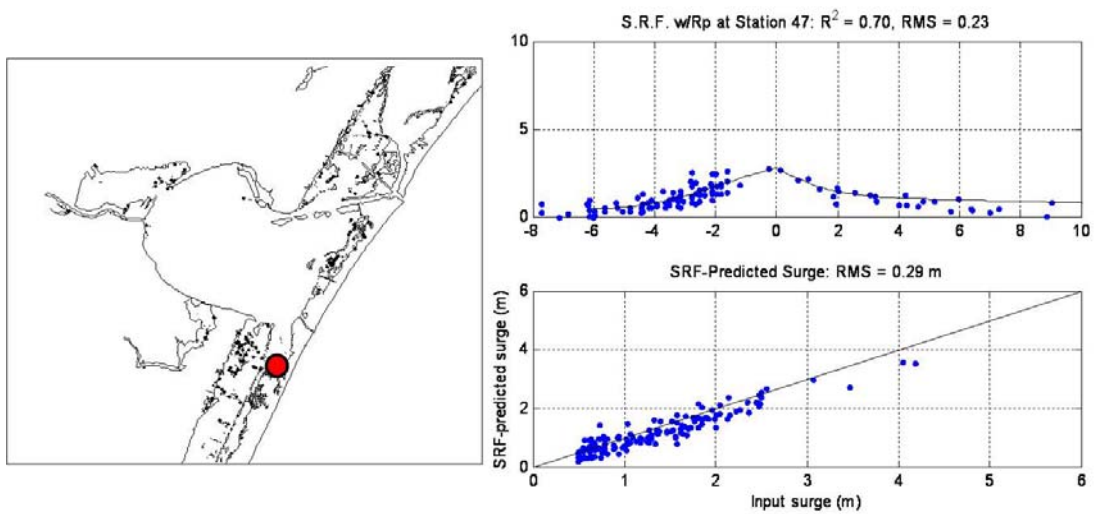 S.R.F. w/Rp at Station 47: R² = 0.70, RMS = 0.23
10
5
0
-8 -6 -4 -2 0 2 4 6 8 10
SRF-Predicted Surge: RMS = 0.29 m
SRF-predicted surge (m)
6
4
2
0
0 1 2 3 4 5 6
Input surge (m)